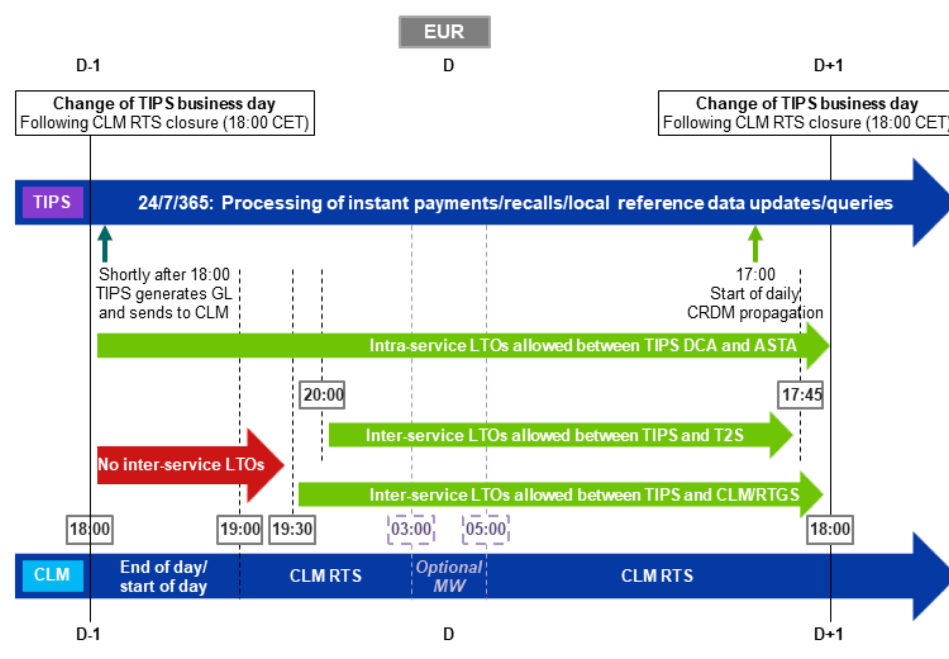 EUR
D-1
D
D+1
Change of TIPS business day
Following CLM RTS closure (18:00 CET)
Change of TIPS business day
Following CLM RTS closure (18:00 CET)
TIPS
24/7/365: Processing of instant payments/recalls/local reference data updates/queries
Shortly after 18:00
TIPS generates GL
and sends to CLM
17:00
Start of daily
CRDM propagation
Intra-service LTOs allowed between TIPS DCA and ASTA
20:00
17:45
Inter-service LTOs allowed between TIPS and T2S
No inter-service LTOs
Inter-service LTOs allowed between TIPS and CLM/RTGS
18:00
19:00
19:30
03:00
05:00
18:00
CLM
End of day/
start of day
CLM RTS
Optional
MW
CLM RTS
D-1
D
D+1